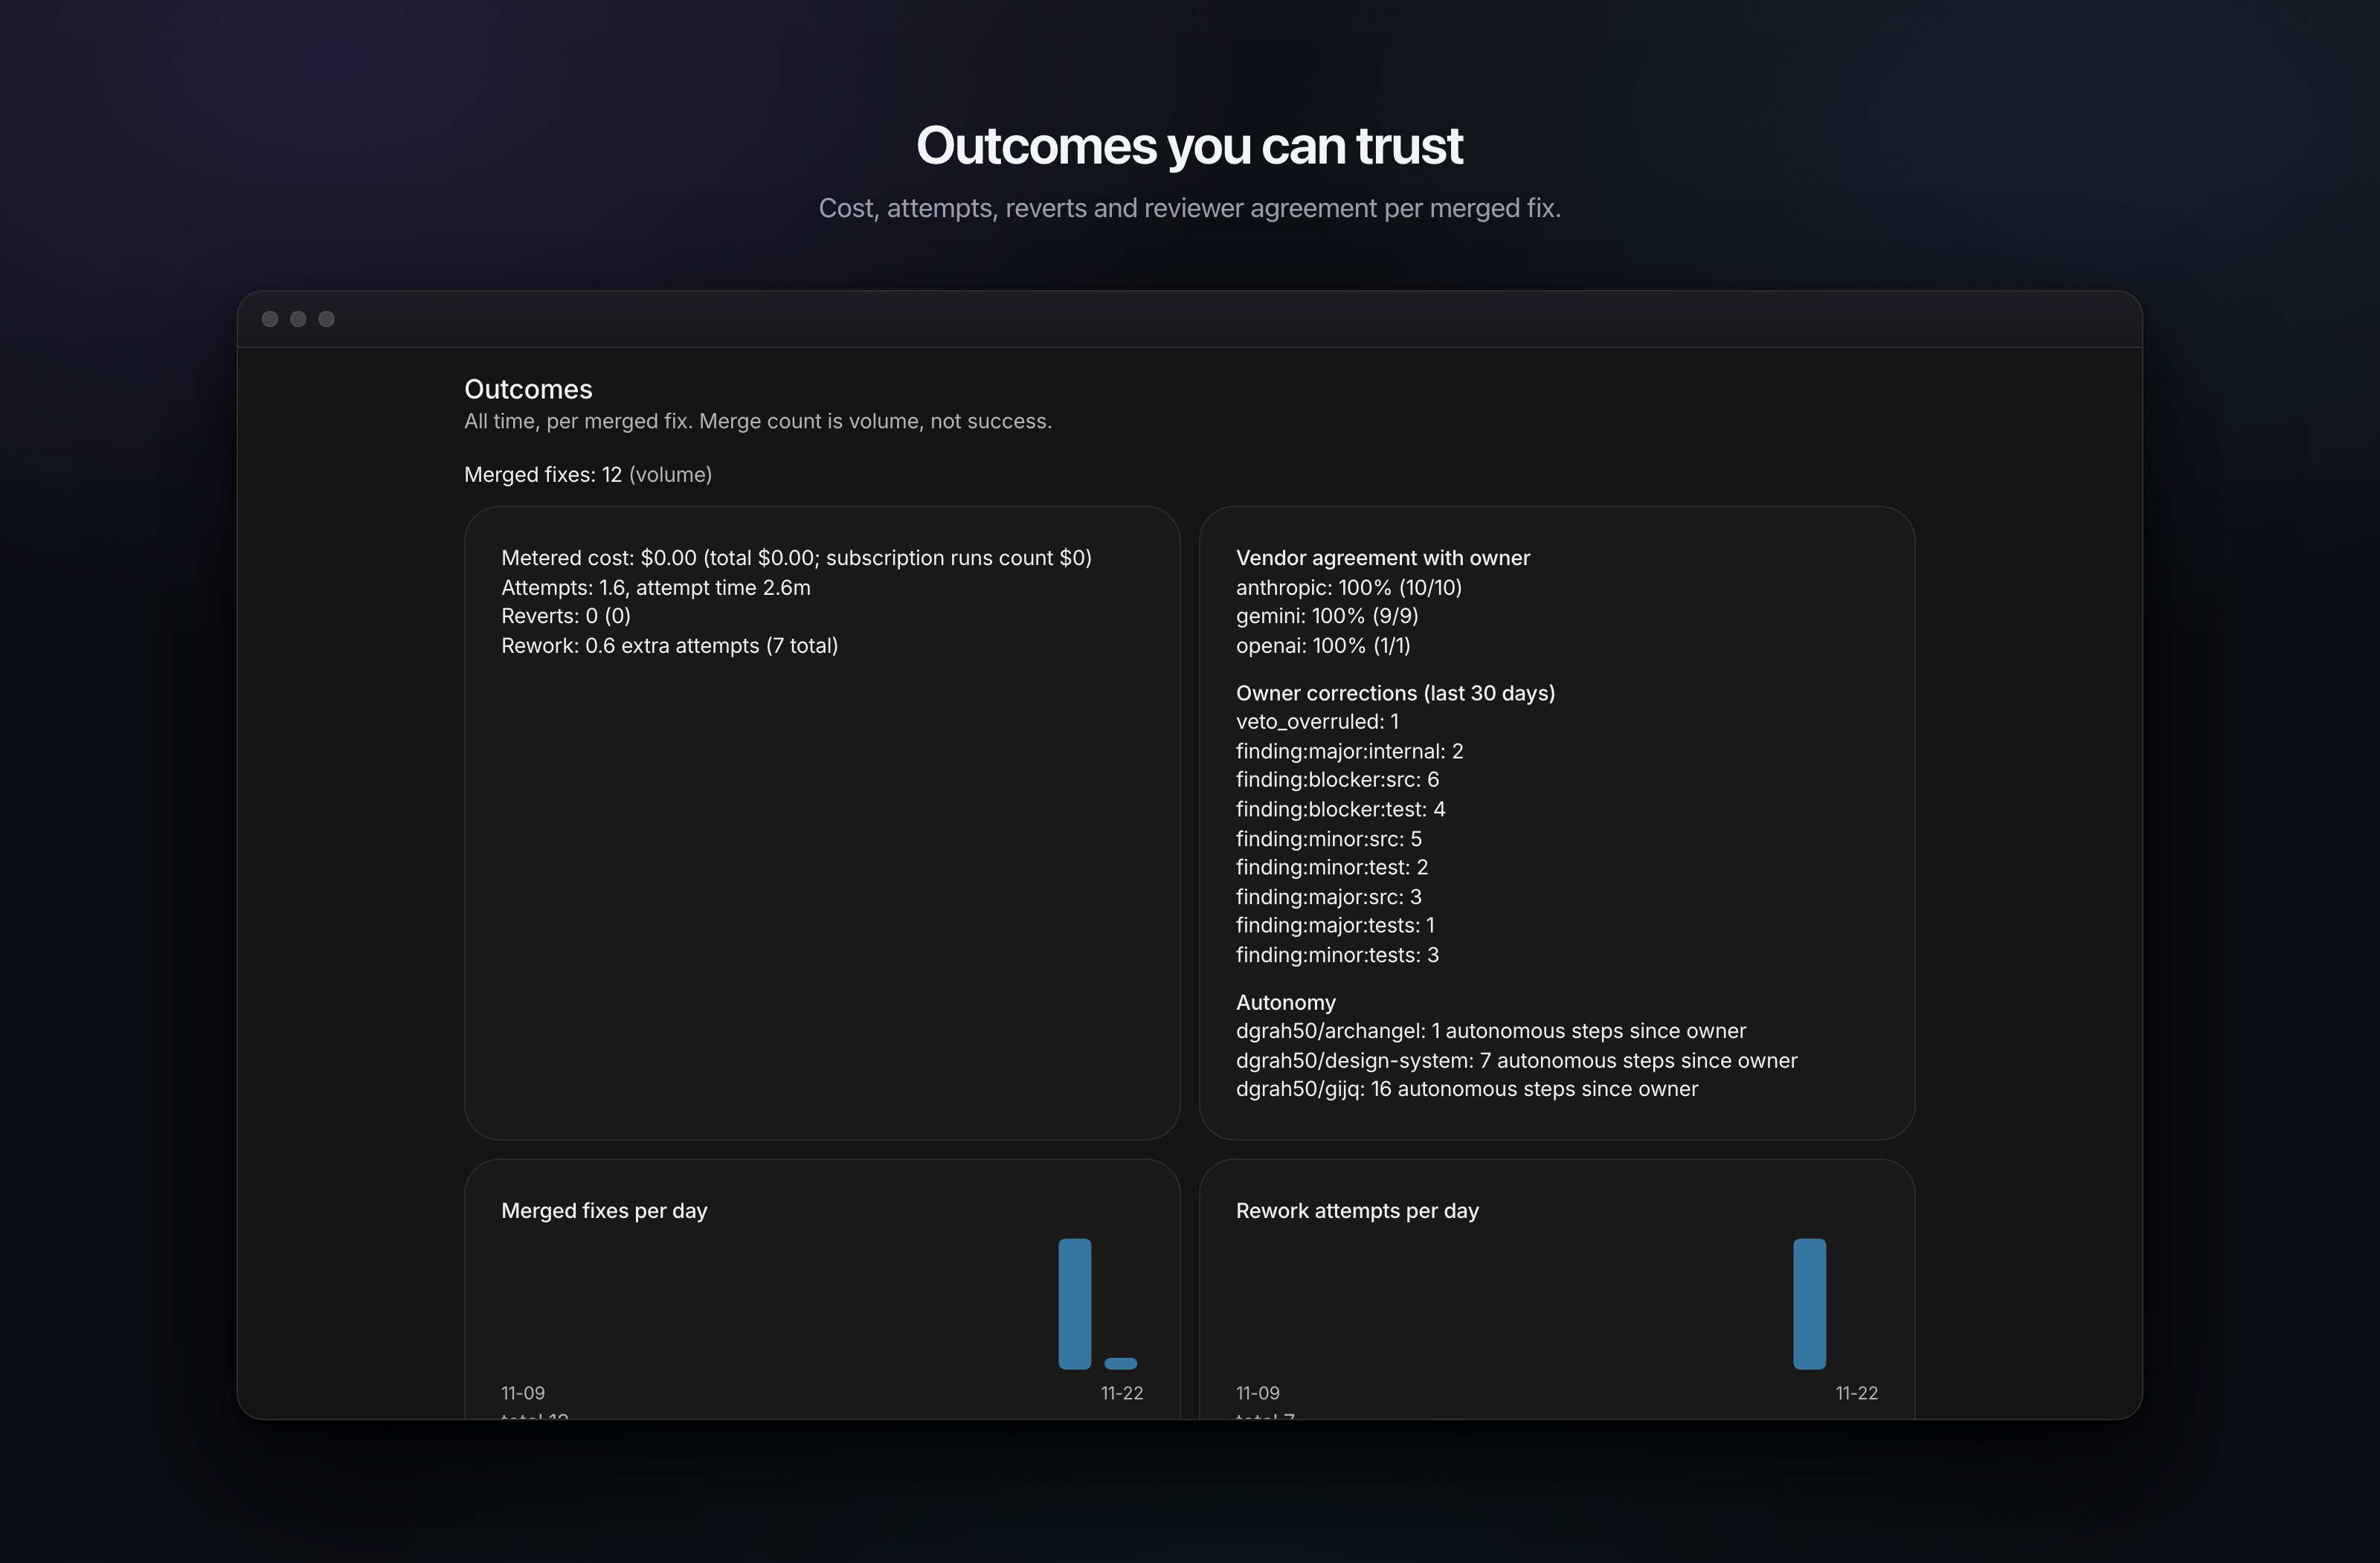 Outcomes you can trust
Cost, attempts, reverts and reviewer agreement per merged fix.
Outcomes
All time, per merged fix. Merge count is volume, not success.
Merged fixes: 12 (volume)
Metered cost: $0.00 (total $0.00; subscription runs count $0)
Attempts: 1.6, attempt time 2.6m
Reverts: 0 (0)
Rework: 0.6 extra attempts (7 total)
Vendor agreement with owner
anthropic: 100% (10/10)
gemini: 100% (9/9)
openai: 100% (1/1)
Owner corrections (last 30 days)
veto_overruled: 1
finding:major:internal: 2
finding:blocker:src: 6
finding:blocker:test: 4
finding:minor:src: 5
finding:minor:test: 2
finding:major:src: 3
finding:major:tests: 1
finding:minor:tests: 3
Autonomy
dgrah50/archangel: 1 autonomous steps since owner
dgrah50/design-system: 7 autonomous steps since owner
dgrah50/gijq: 16 autonomous steps since owner
Merged fixes per day
11-09
11-22
total 12
Rework attempts per day
11-09
11-22
total 7